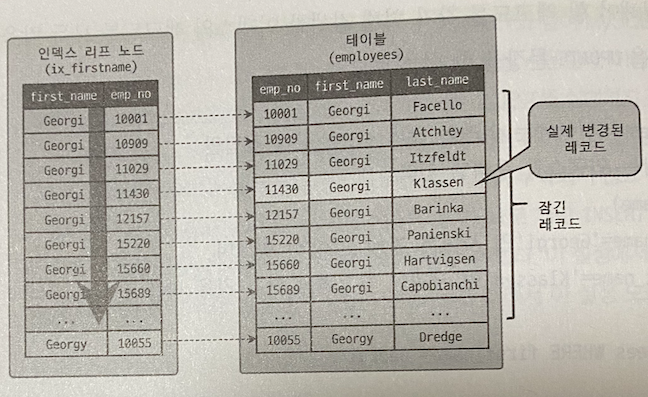 인덱스 리프 노드
(ix_firstname)
first_name emp_no
Georgi 10001
Georgi 10909
Georgi 11029
Georgi 11430
Georgi 12157
Georgi 15220
Georgi 15660
Georgi 15689
... ...
Georgy 10055
테이블
(employees)
emp_no first_name last_name
10001 Georgi Facello
10909 Georgi Atchley
11029 Georgi Itzfeldt
11430 Georgi Klassen
12157 Georgi Barinka
15220 Georgi Panienski
15660 Georgi Hartvigsen
15689 Georgi Capobianchi
... ... ...
10055 Georgy Dredge
실제 변경된
레코드
잠긴
레코드